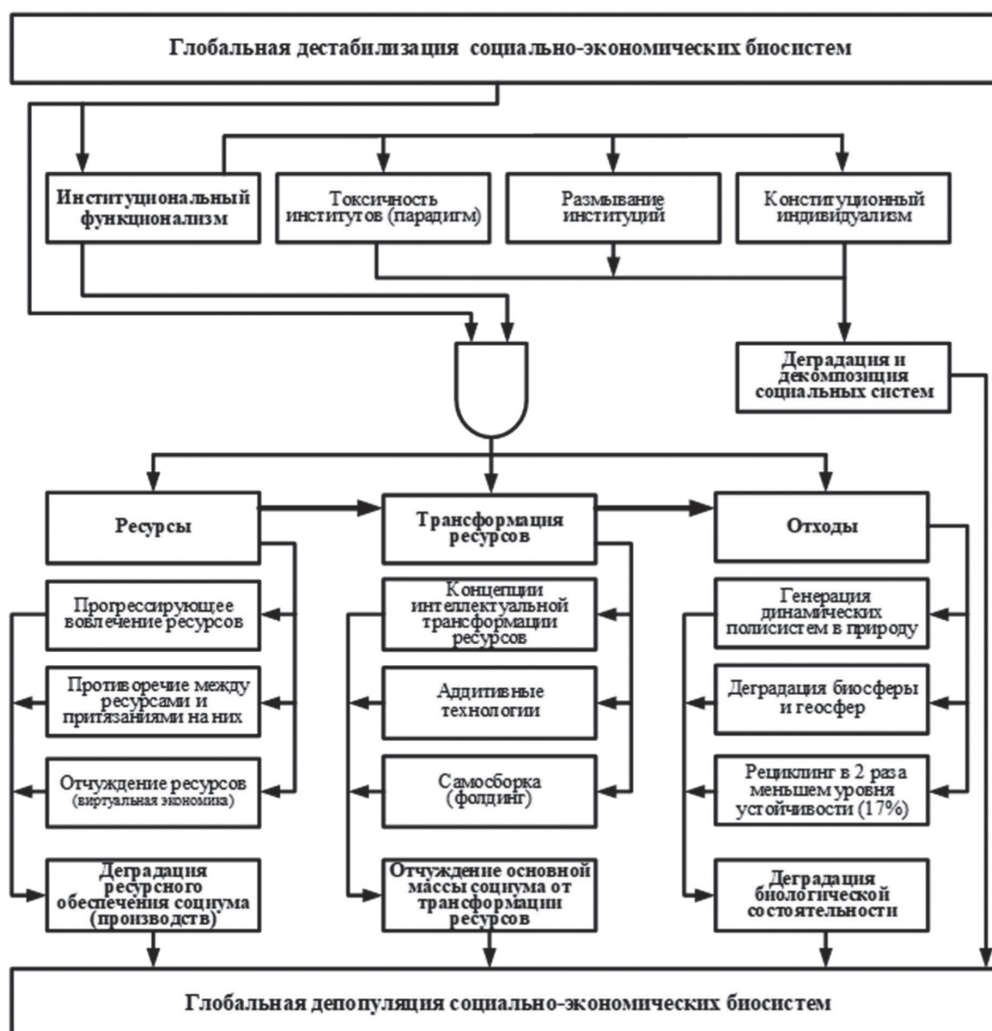 Глобальная дестабилизация социально-экономических биосистем
Институциональный
функционализм
Токсичность
институтов (парадигм)
Размывание
институций
Конституционный
индивидуализм
Деградация и
декомпозиция
социальных систем
Ресурсы
Трансформация
ресурсов
Отходы
Прогрессирующее
вовлечение ресурсов
Концепции
интеллектуальной
трансформации
ресурсов
Генерация
динамических
полисистем в природу
Противоречие между
ресурсами и
притязаниями на них
Аддитивные
технологии
Деградация биосферы
и геосфер
Отчуждение ресурсов
(виртуальная экономика)
Самосборка
(фолдинг)
Рециклинг в 2 раза
меньшем уровня
устойчивости (17%)
Деградация
ресурсного
обеспечения социума
(производств)
Отчуждение основной
массы социума от
трансформации
ресурсов
Деградация
биологической
состоятельности
Глобальная депопуляция социально-экономических биосистем